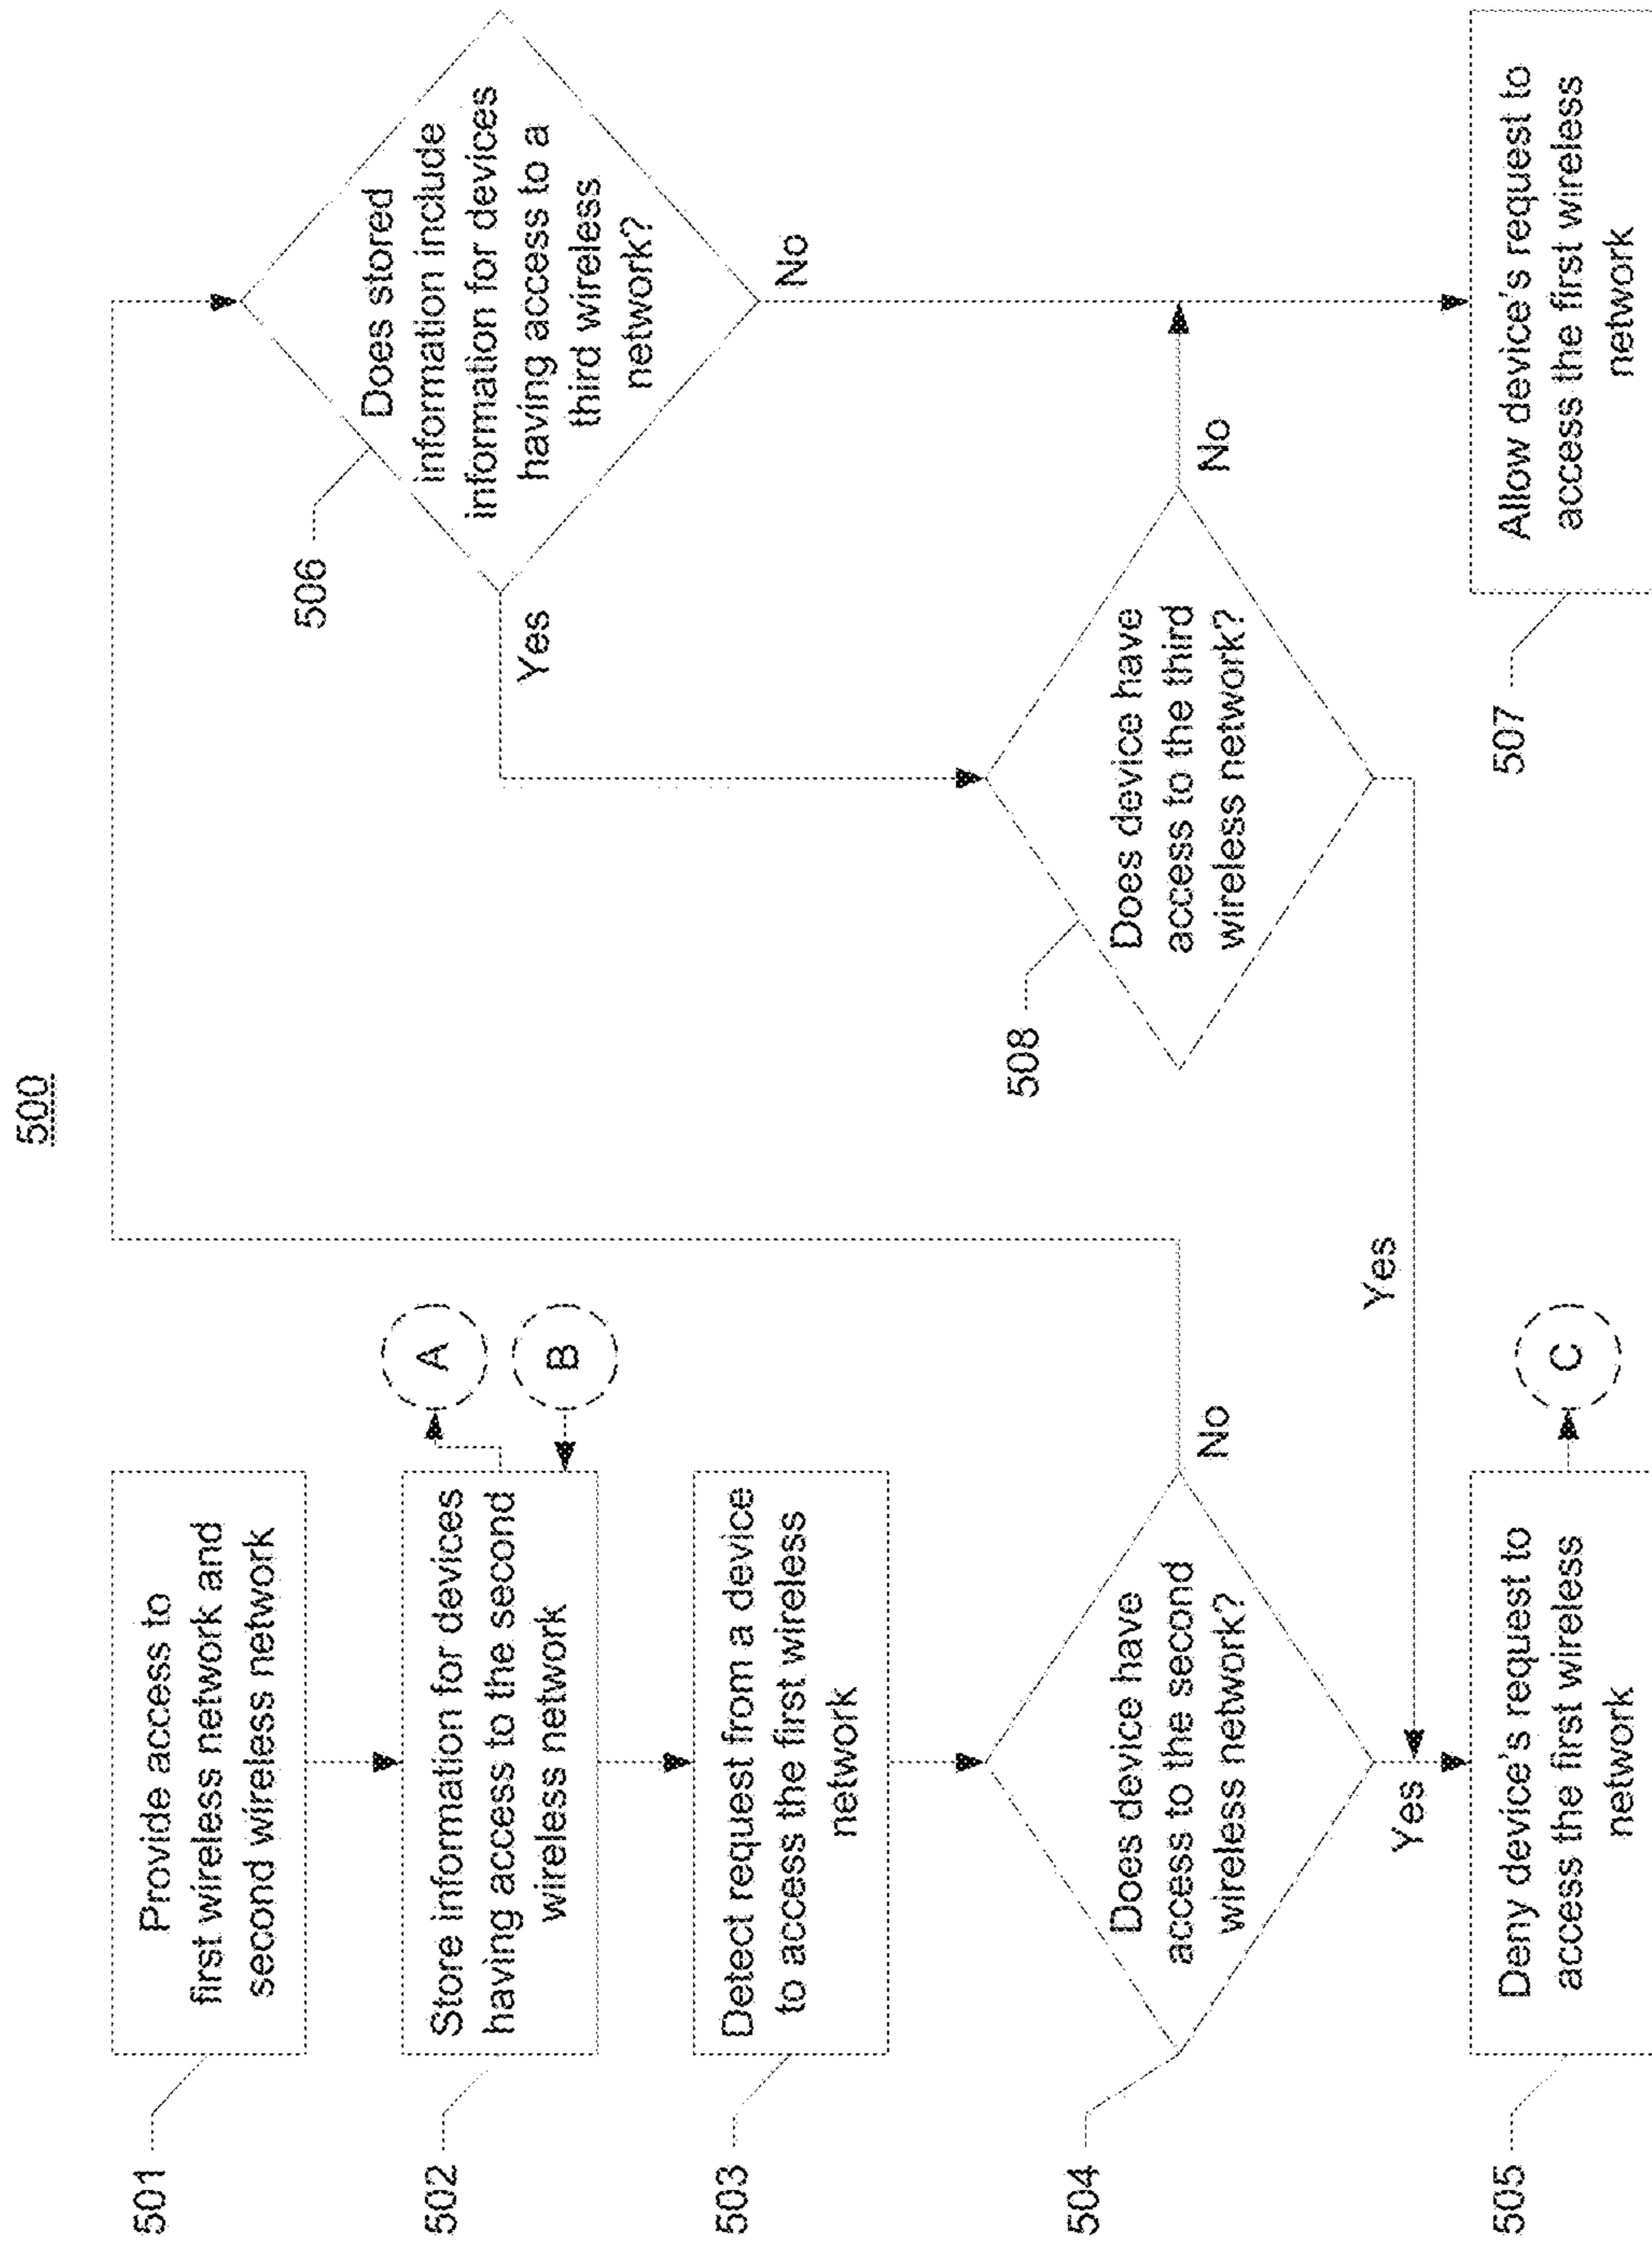 500
501
Provide access to
first wireless network and
second wireless network
502
Store information for devices
having access to the second
wireless network
A
B
503
Detect request from a device
to access the first wireless
network
504
Does device have
access to the second
wireless network?
No
Yes
505
Deny device's request to
access the first wireless
network
C
506
Does stored
information include
information for devices
having access to a
third wireless
network?
Yes
No
508
Does device have
access to the third
wireless network?
No
Yes
507
Allow device's request to
access the first wireless
network